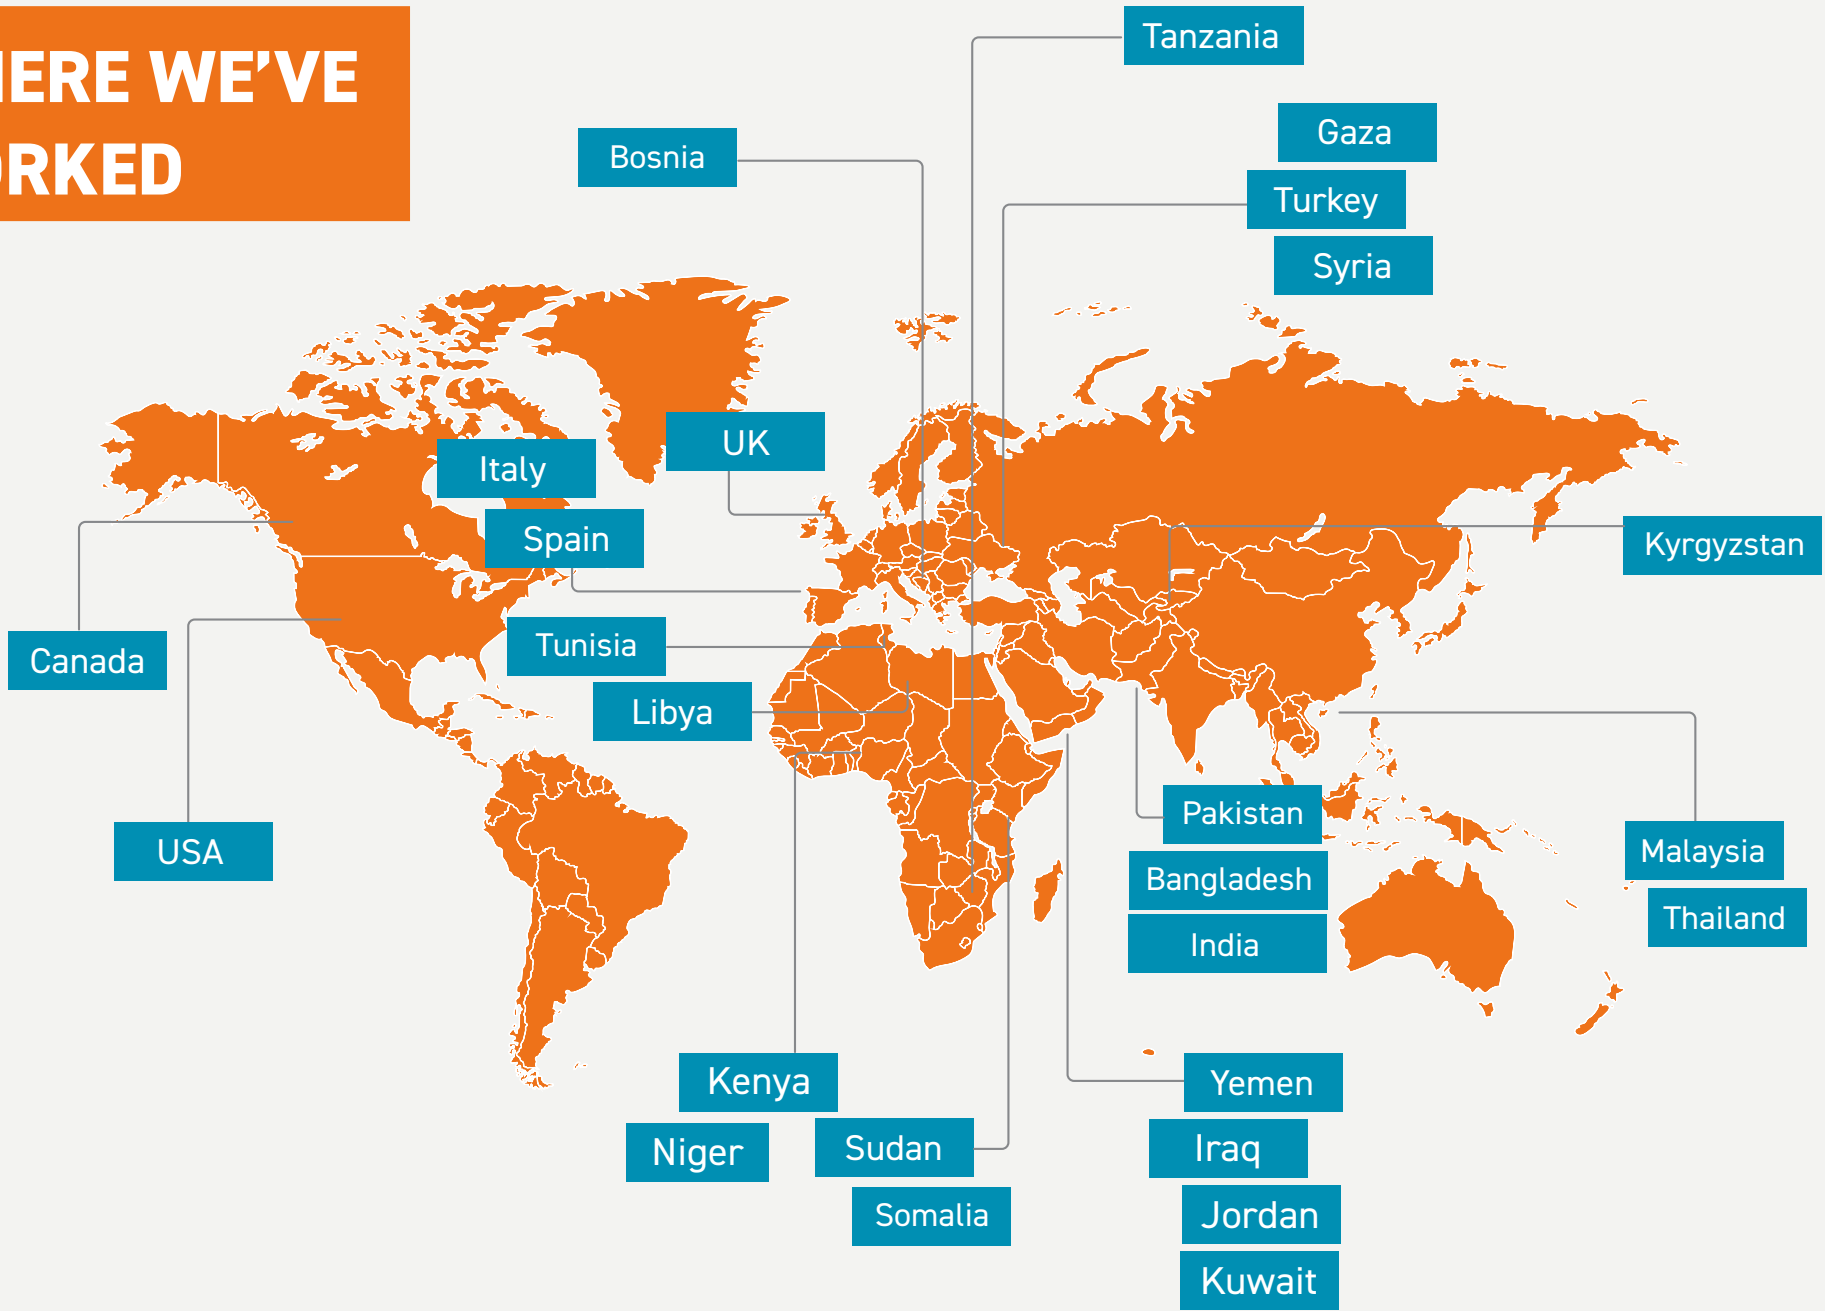 HERE WE'VE
ORKED
Tanzania
Gaza
Bosnia
Turkey
Syria
UK
Italy
Spain
Kyrgyzstan
Tunisia
Canada
Libya
Pakistan
USA
Malaysia
Bangladesh
Thailand
India
Kenya
Yemen
Niger
Sudan
Iraq
Somalia
Jordan
Kuwait